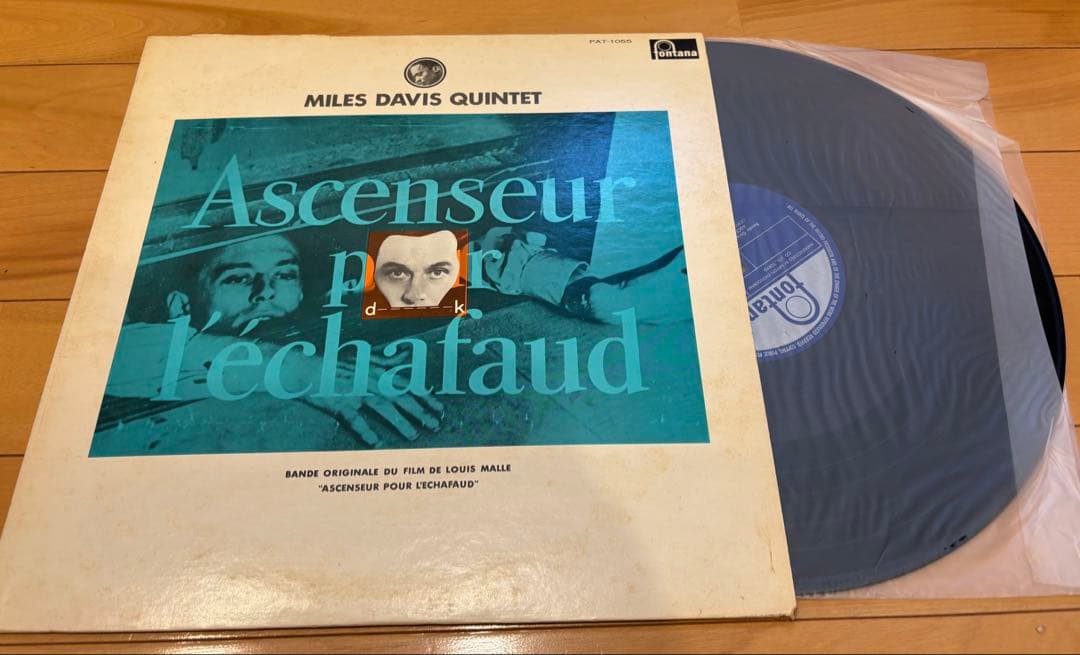 PAT-1055
fontana
MILES DAVIS QUINTET
Ascenseur
pour
l'échafaud
d k
BANDE ORIGINALE DU FILM DE LOUIS MALLE
"ASCENSEUR POUR L'ECHAFAUD"
fontana